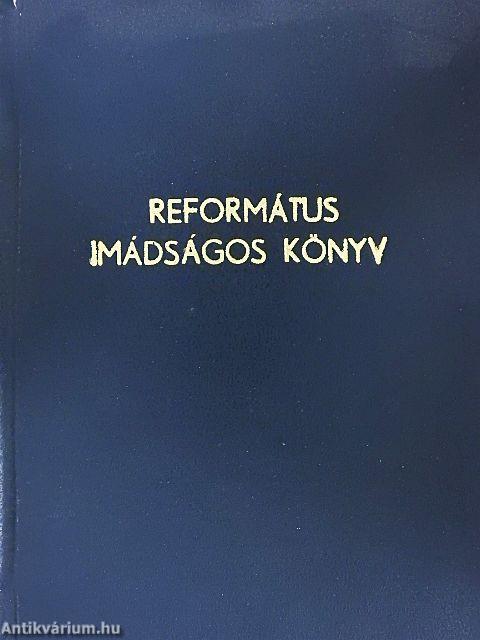 REFORMÁTUS
IMÁDSÁGOS KÖNYV
Antikvárium.hu